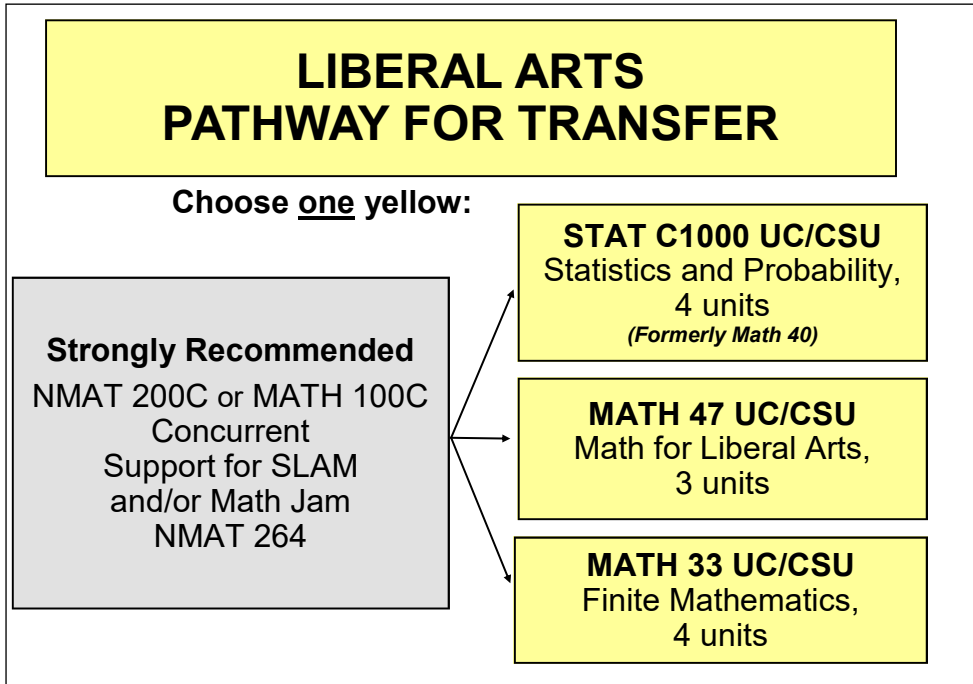 LIBERAL ARTS
PATHWAY FOR TRANSFER
Choose one yellow:
Strongly Recommended
NMAT 200C or MATH 100C
Concurrent
Support for SLAM
and/or Math Jam
NMAT 264
STAT C1000 UC/CSU
Statistics and Probability,
4 units
(Formerly Math 40)
MATH 47 UC/CSU
Math for Liberal Arts,
3 units
MATH 33 UC/CSU
Finite Mathematics,
4 units